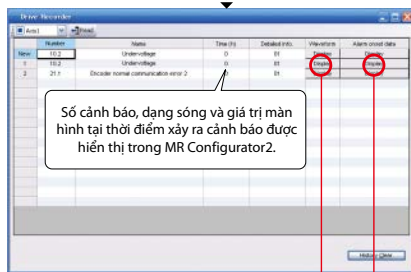 Drive Recorder
Axis1 Read
Number Name Time (h) Detailed info. Waveform Alarm onset data
New 10.2 Undervoltage 0 01 Display Display
1 10.2 Undervoltage 0 01 Display Display
2 21.1 Encoder normal communication error 2 01
Số cảnh báo, dạng sóng và giá trị màn
hình tại thời điểm xảy ra cảnh báo được
hiển thị trong MR Configurator2.
History Clear